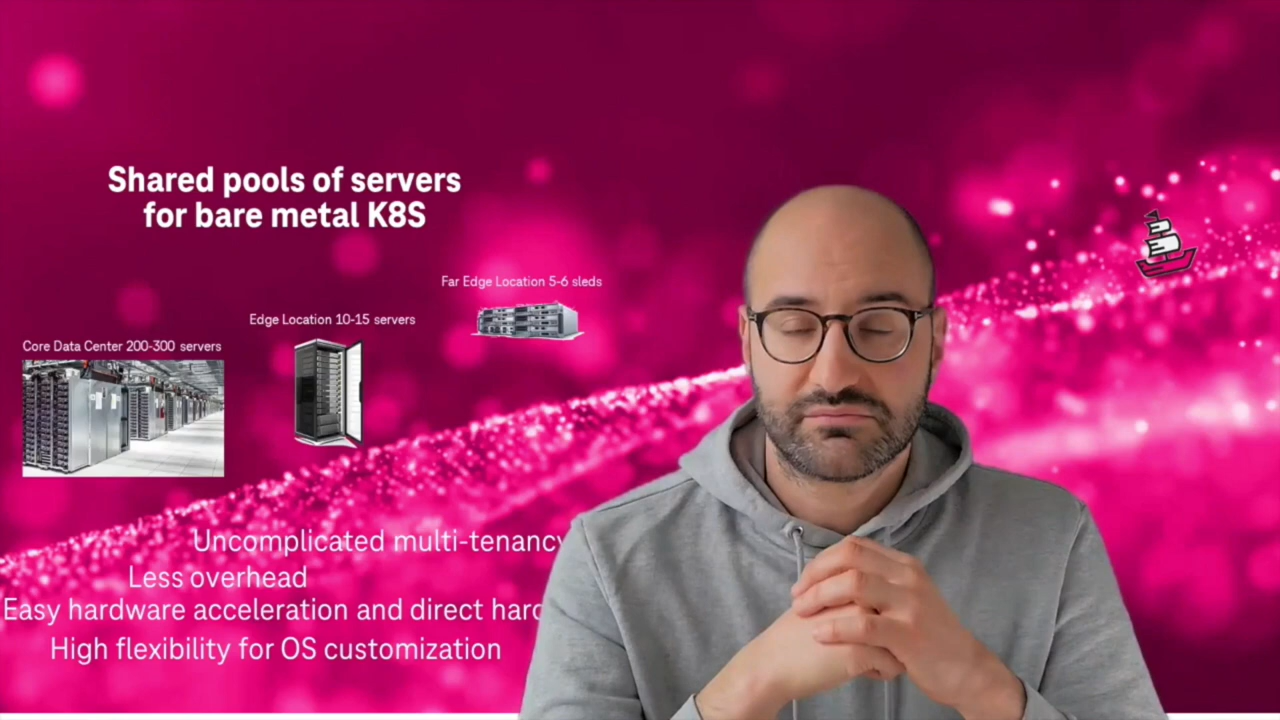 Shared pools of servers
for bare metal K8S
Far Edge Location 5-6 sleds
Edge Location 10-15 servers
Core Data Center 200-300 servers
Uncomplicated multi-tenancy
Less overhead
Easy hardware acceleration and direct
High flexibility for OS customization